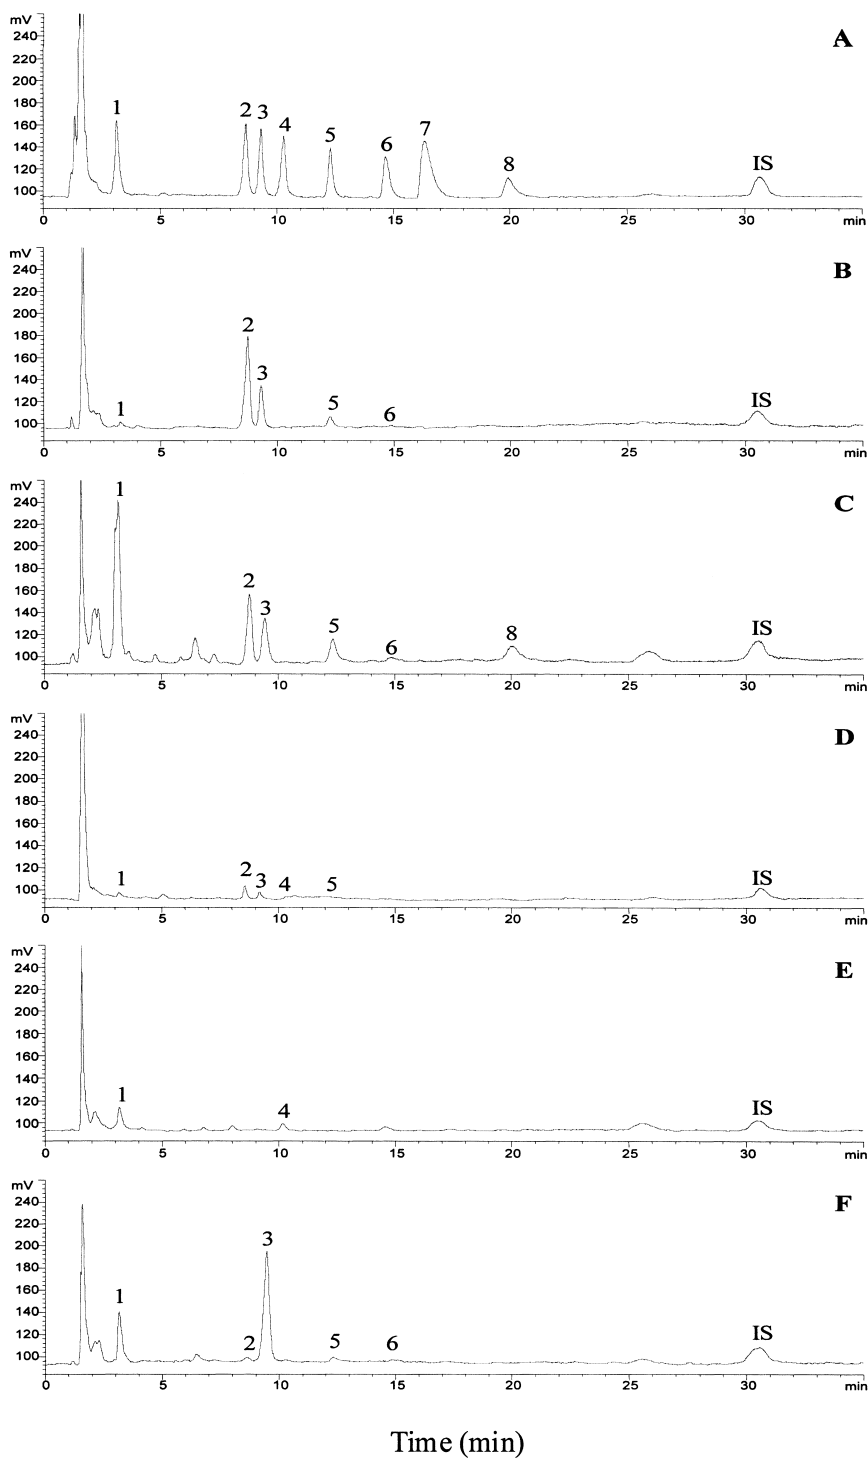 mV
240
220
200
180
160
140
120
100
A
1 2 3 4 5 6 7 8 IS
0 5 10 15 20 25 30 min
mV
240
220
200
180
160
140
120
100
B
1 2 3 5 6 IS
5 10 15 20 25 30 min
mV
240
220
200
180
160
140
120
100
C
1 2 3 5 6 8 IS
0 5 10 15 20 25 30 min
mV
240
220
200
180
160
140
120
100
D
1 2 3 4 5 IS
0 5 10 15 20 25 30 min
mV
240
220
200
180
160
140
120
100
E
1 4 IS
5 10 15 20 25 30 min
mV
240
220
200
180
160
140
120
100
F
1 2 3 5 6 IS
0 5 10 15 20 25 30 min
Time (min)